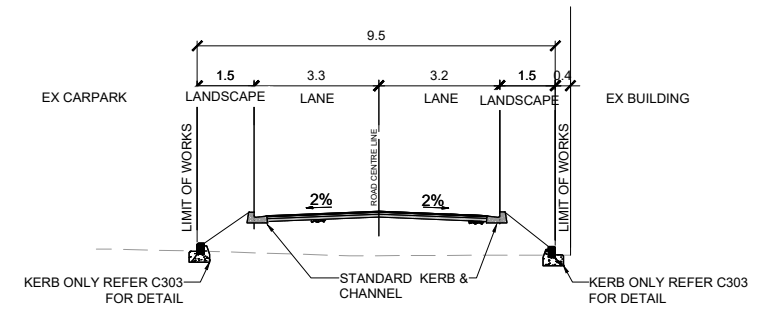 9.5
1.5 3.3 3.2 1.5 0.4
EX CARPARK LANDSCAPE LANE LANE LANDSCAPE EX BUILDING
LIMIT OF WORKS
ROAD CENTRE LINE
LIMIT OF WORKS
2% 2%
KERB ONLY REFER C303
FOR DETAIL
STANDARD KERB &
CHANNEL
KERB ONLY REFER C303
FOR DETAIL